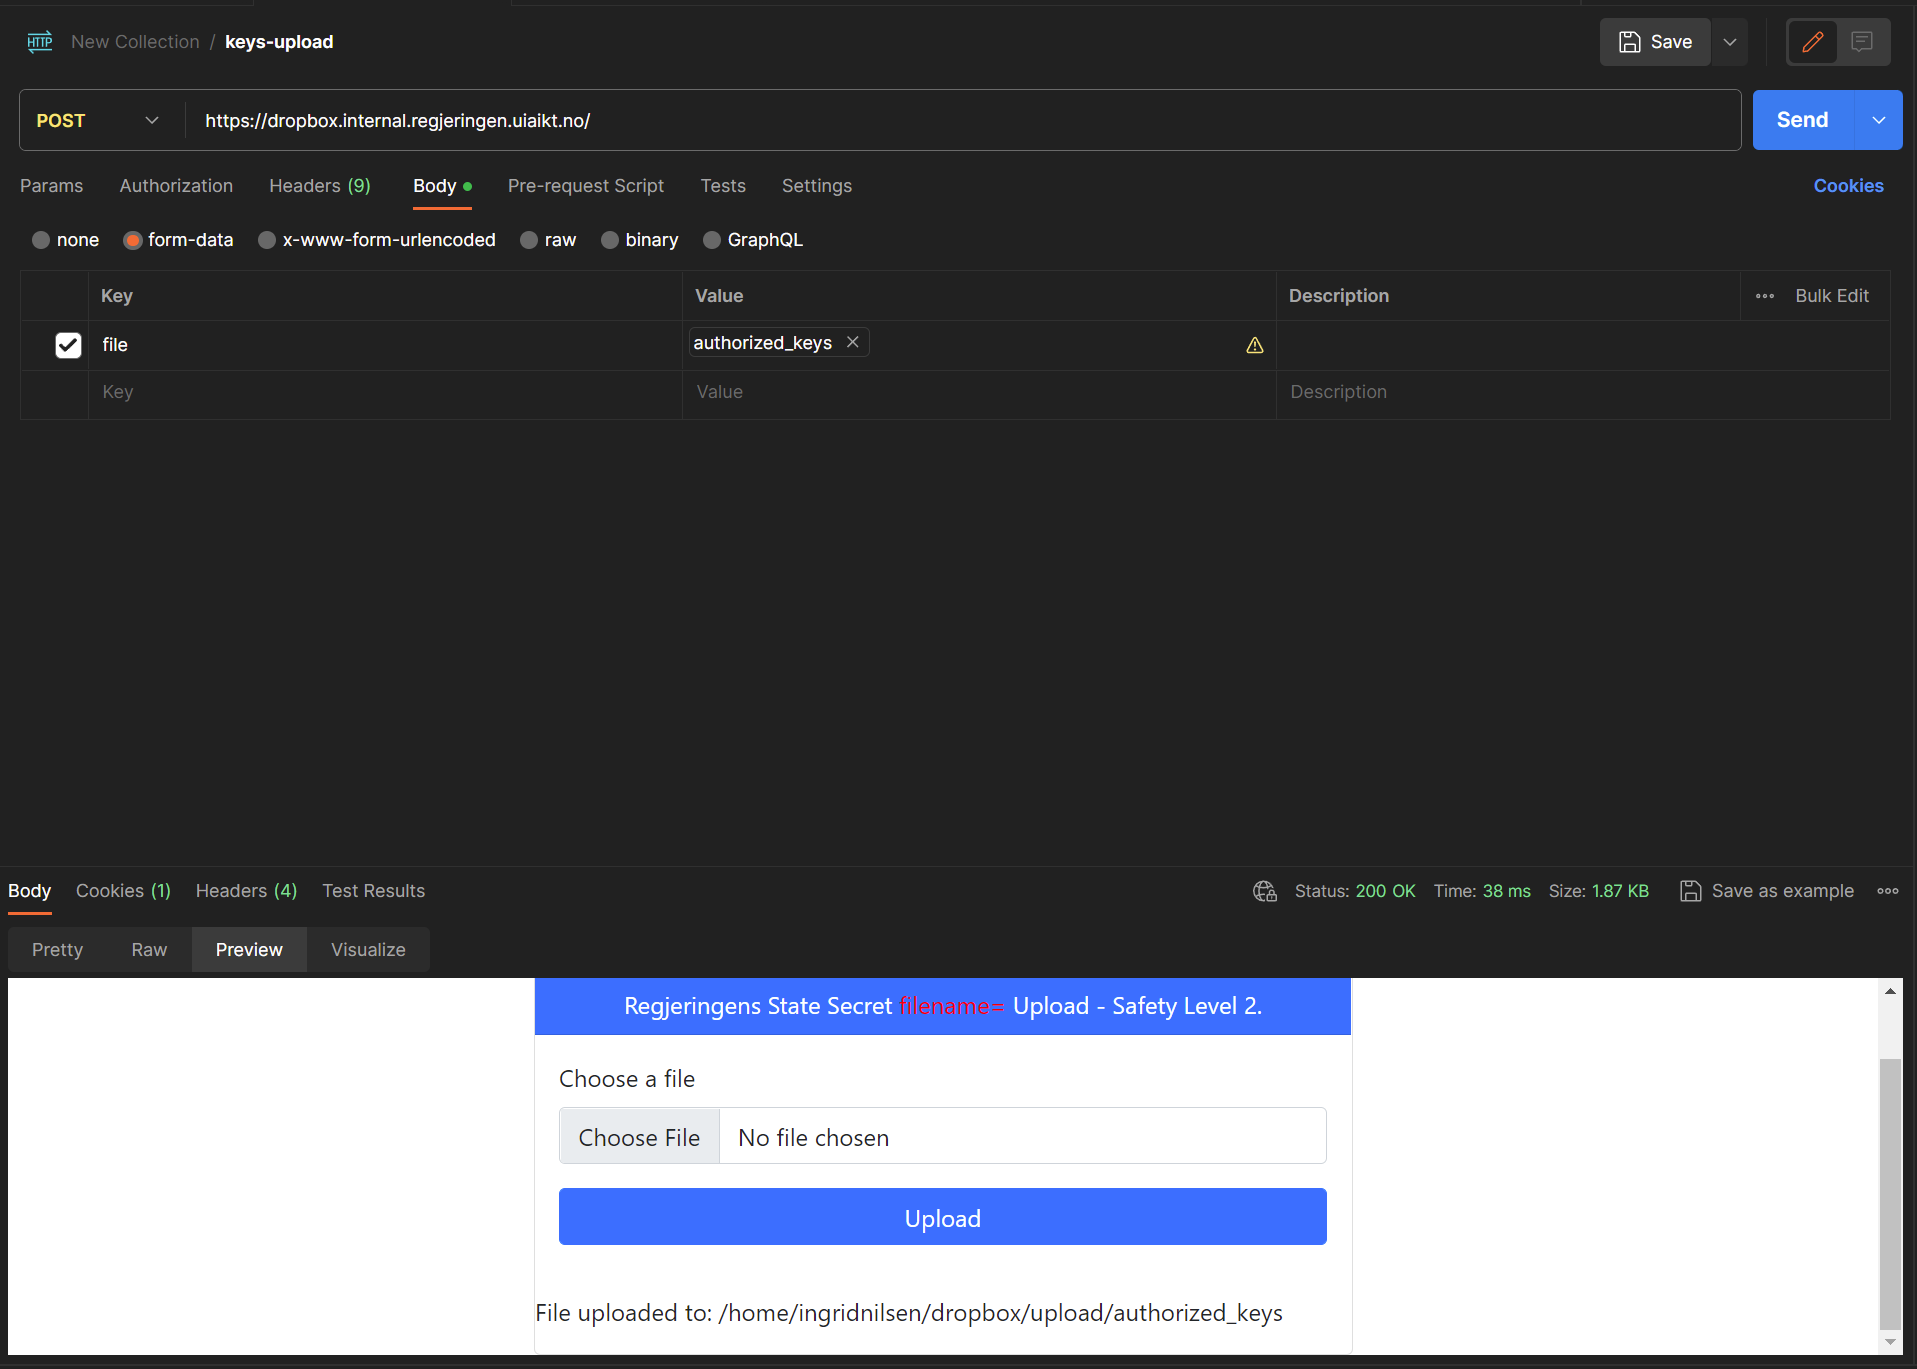 HTTP New Collection / keys-upload Save
POST https://dropbox.internal.regjeringen.uiaikt.no/ Send
Params Authorization Headers (9) Body Pre-request Script Tests Settings Cookies
none form-data x-www-form-urlencoded raw binary GraphQL
Key Value Description Bulk Edit
file authorized_keys
Key Value Description
Body Cookies (1) Headers (4) Test Results Status: 200 OK Time: 38 ms Size: 1.87 KB Save as example
Pretty Raw Preview Visualize
Regjeringens State Secret filename= Upload - Safety Level 2.
Choose a file
Choose File No file chosen
Upload
File uploaded to: /home/ingridnilsen/dropbox/upload/authorized_keys